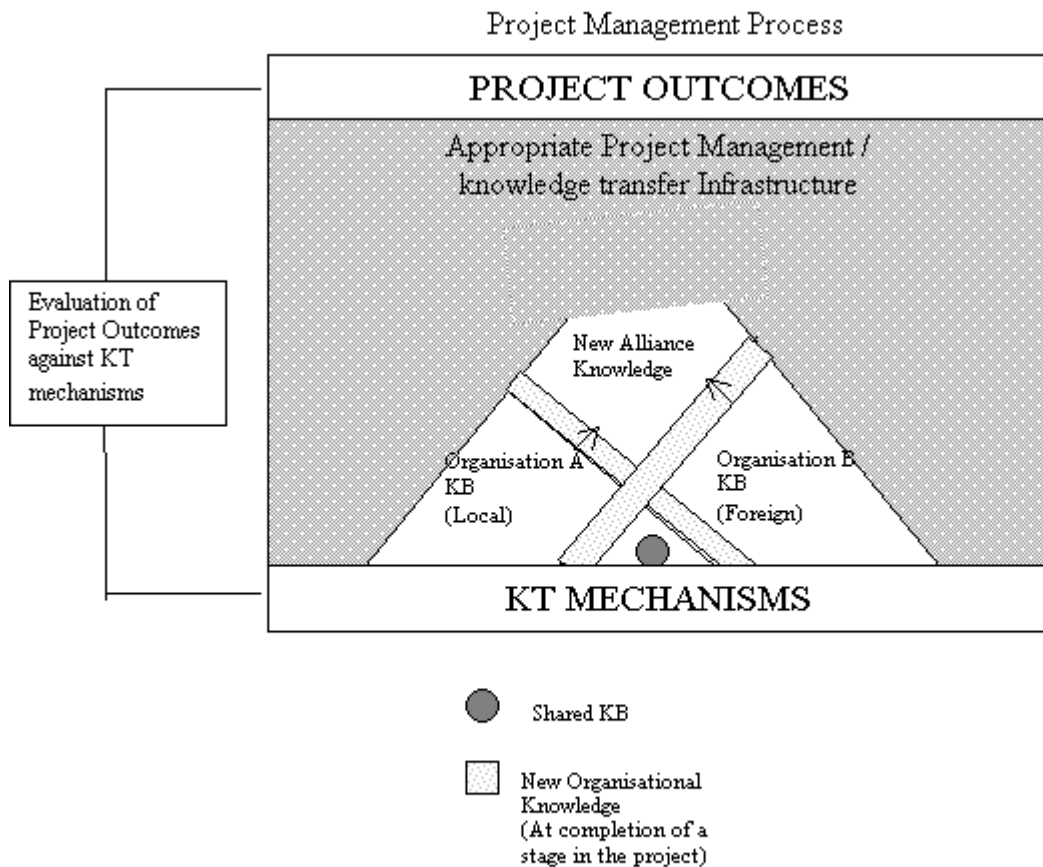 Project Management Process
PROJECT OUTCOMES
Appropriate Project Management /
knowledge transfer Infrastructure
Evaluation of
Project Outcomes
against KT
mechanisms
New Alliance
Knowledge
Organisation A
KB
(Local)
Organisation B
KB
(Foreign)
KT MECHANISMS
Shared KB
New Organisational
Knowledge
(At completion of a
stage in the project)